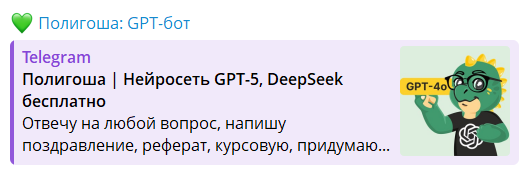 💚 Полигоша: GPT-бот
Telegram
Полигоша | Нейросеть GPT-5, DeepSeek
бесплатно
Отвечу на любой вопрос, напишу
поздравление, реферат, курсовую, придумаю...
GPT-4o